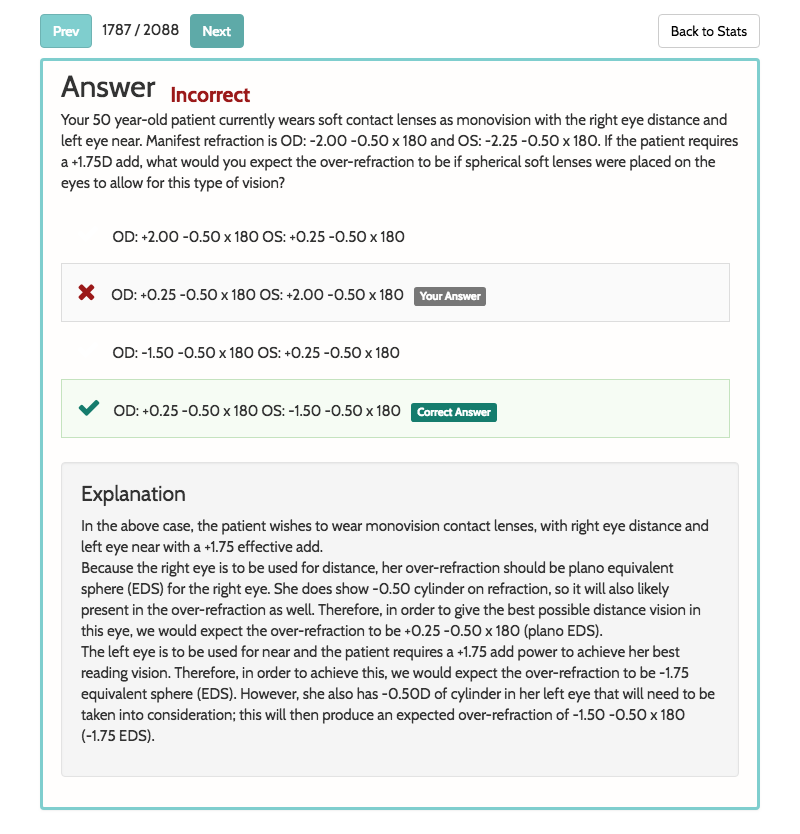 Prev 1787 / 2088 Next Back to Stats
Answer Incorrect
Your 50 year-old patient currently wears soft contact lenses as monovision with the right eye distance and
left eye near. Manifest refraction is OD: -2.00 -0.50 x 180 and OS: -2.25 -0.50 x 180. If the patient requires
a +1.75D add, what would you expect the over-refraction to be if spherical soft lenses were placed on the
eyes to allow for this type of vision?
OD: +2.00 -0.50 x 180 OS: +0.25 -0.50 x 180
OD: +0.25 -0.50 x 180 OS: +2.00 -0.50 x 180 Your Answer
OD: -1.50 -0.50 x 180 OS: +0.25 -0.50 x 180
OD: +0.25 -0.50 x 180 OS: -1.50 -0.50 x 180 Correct Answer
Explanation
In the above case, the patient wishes to wear monovision contact lenses, with right eye distance and
left eye near with a +1.75 effective add.
Because the right eye is to be used for distance, her over-refraction should be plano equivalent
sphere (EDS) for the right eye. She does show -0.50 cylinder on refraction, so it will also likely
present in the over-refraction as well. Therefore, in order to give the best possible distance vision in
this eye, we would expect the over-refraction to be +0.25 -0.50 x 180 (plano EDS).
The left eye is to be used for near and the patient requires a +1.75 add power to achieve her best
reading vision. Therefore, in order to achieve this, we would expect the over-refraction to be -1.75
equivalent sphere (EDS). However, she also has -0.50D of cylinder in her left eye that will need to be
taken into consideration; this will then produce an expected over-refraction of -1.50 -0.50 x 180
(-1.75 EDS).